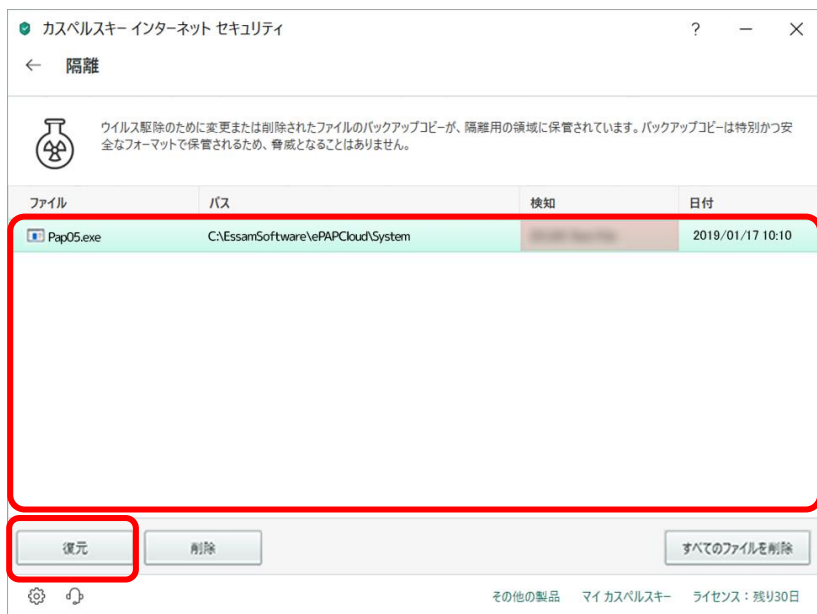 カスペルスキー インターネット セキュリティ
隔離
ウイルス駆除のために変更または削除されたファイルのバックアップコピーが、隔離用の領域に保管されています。バックアップコピーは特別かつ安
全なフォーマットで保管されるため、脅威となることはありません。
ファイル パス 検知 日付
Pap05.exe C:\EssamSoftware\ePAPCloud\System 2019/01/17 10:10
復元 削除 すべてのファイルを削除
その他の製品 マイ カスペルスキー ライセンス：残り30日